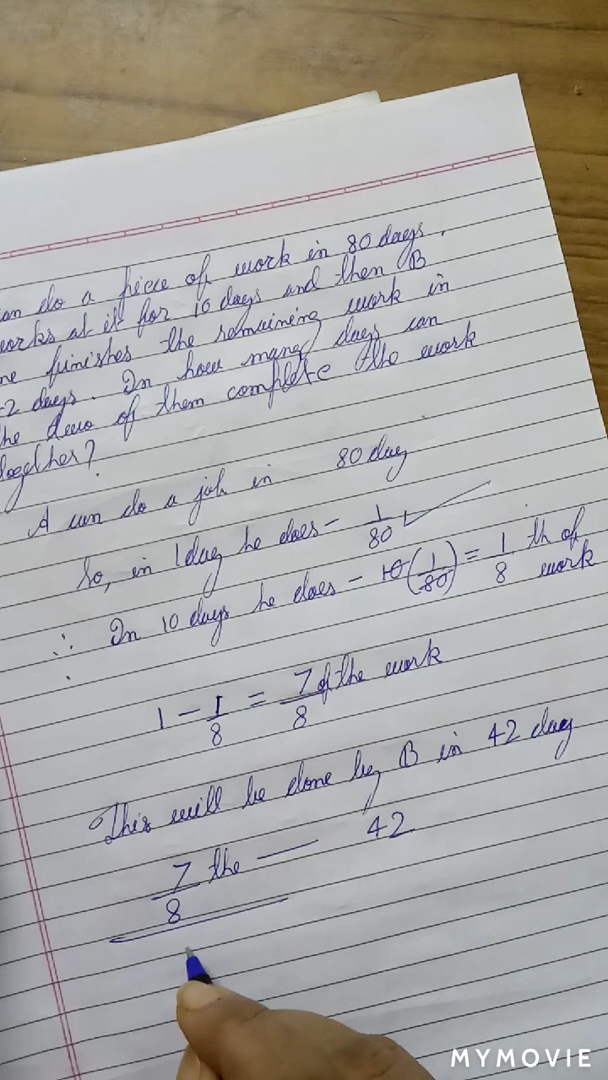 can do a piece of work in 80 days.
works at it for 10 days and then B
finishes the remaining work in
days. In how many days can
the two of them complete the work
together?
A can do a job in 80 day
So, in 1 day he does - 1/80
∴ In 10 days he does - 10(1/80) = 1/8 th of work
1 - 1/8 = 7/8 of the work
This will be done by B in 42 day
7/8 the — 42
MYMOVIE